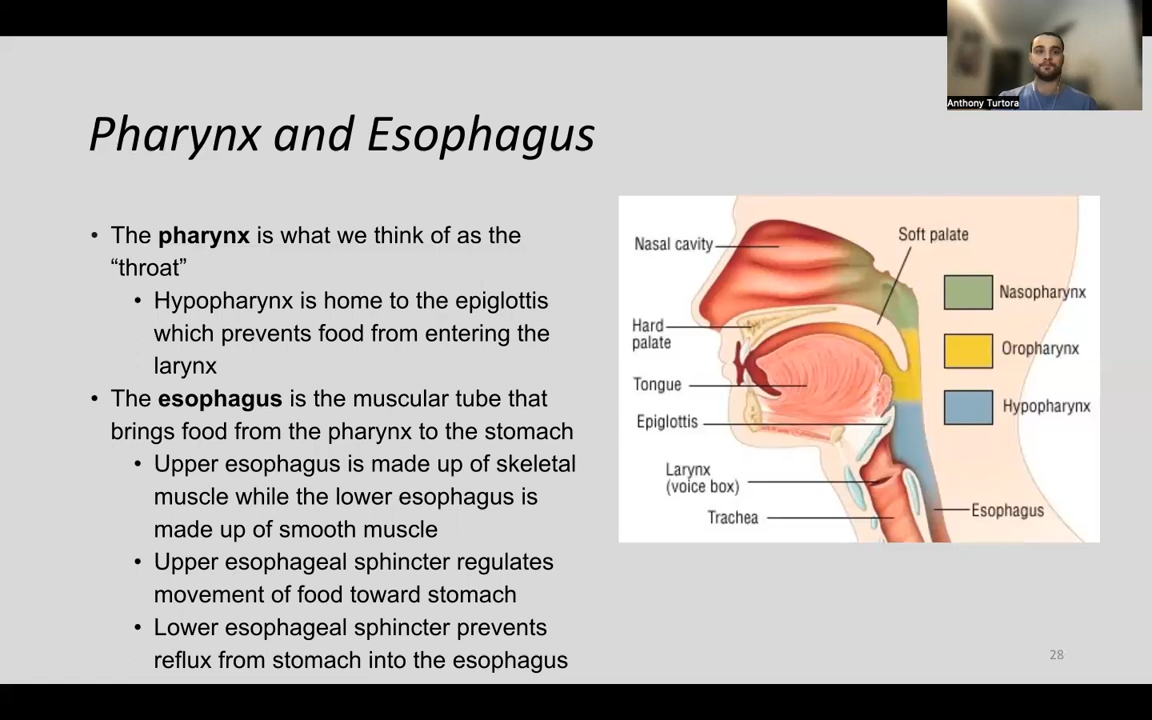 Anthony Turtora
Pharynx and Esophagus
• The pharynx is what we think of as the
“throat”
• Hypopharynx is home to the epiglottis
which prevents food from entering the
larynx
• The esophagus is the muscular tube that
brings food from the pharynx to the stomach
• Upper esophagus is made up of skeletal
muscle while the lower esophagus is
made up of smooth muscle
• Upper esophageal sphincter regulates
movement of food toward stomach
• Lower esophageal sphincter prevents
reflux from stomach into the esophagus
Nasal cavity
Soft palate
Nasopharynx
Hard
palate
Oropharynx
Tongue
Hypopharynx
Epiglottis
Larynx
(voice box)
Trachea
Esophagus
28